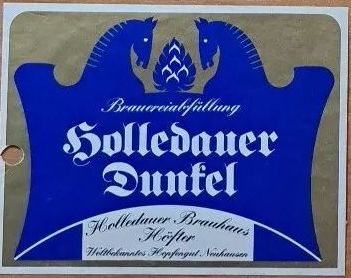 Brauereiabfüllung
Holledauer
Dunkel
Holledauer Brauhaus
Höfter
Weltbekanntes Hopfengut Neuhausen